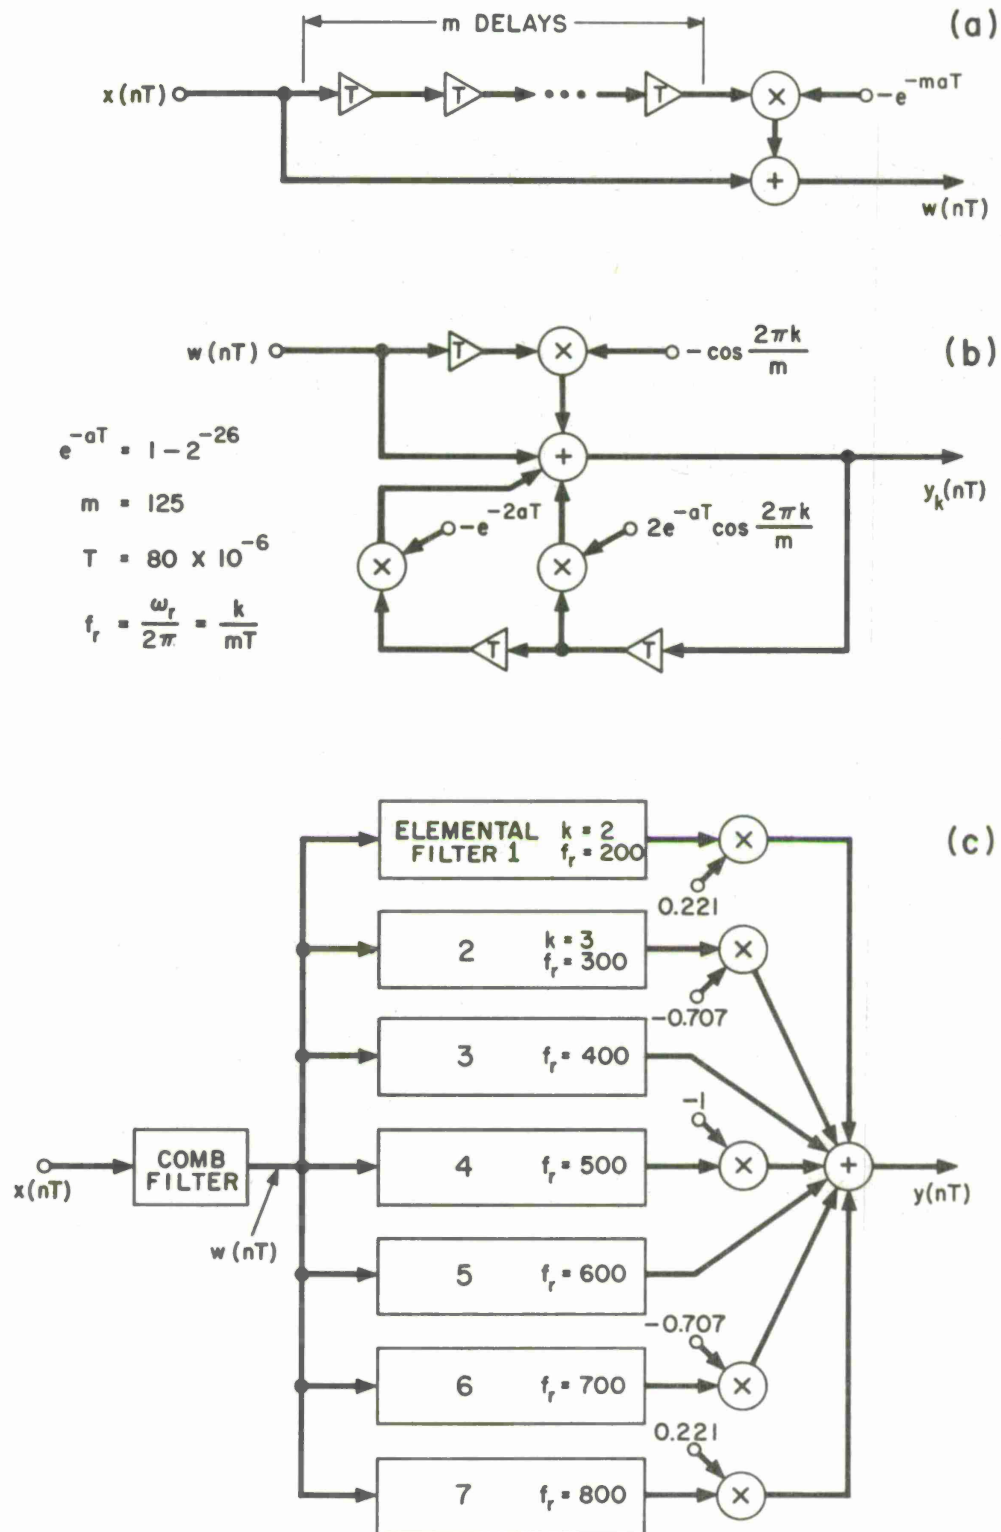 (a)
m DELAYS
x(nT) T T ••• T × -e^{-maT}
+
w(nT)
(b)
w(nT) T × -cos 2πk/m
e^{-aT} = 1 - 2^{-26}
m = 125
T = 80 X 10^{-6}
f_r = ω_r/2π = k/mT
+
y_k(nT)
-e^{-2aT} 2e^{-aT} cos 2πk/m
× ×
T T
(c)
ELEMENTAL k = 2
FILTER 1 f_r = 200
×
0.221
2 k = 3
f_r = 300
×
-0.707
3 f_r = 400
-1
x(nT) COMB
FILTER
w(nT)
4 f_r = 500 × + y(nT)
5 f_r = 600
-0.707
6 f_r = 700 ×
0.221
7 f_r = 800 ×